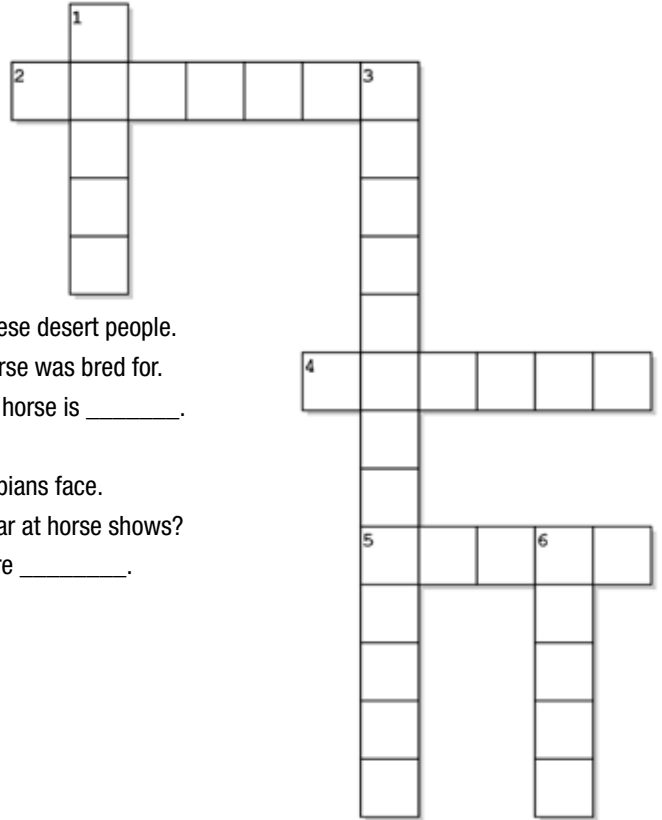 1
2 3
ese desert people.
rse was bred for.
4
horse is _______.
bians face.
ar at horse shows?
5 6
re ________.